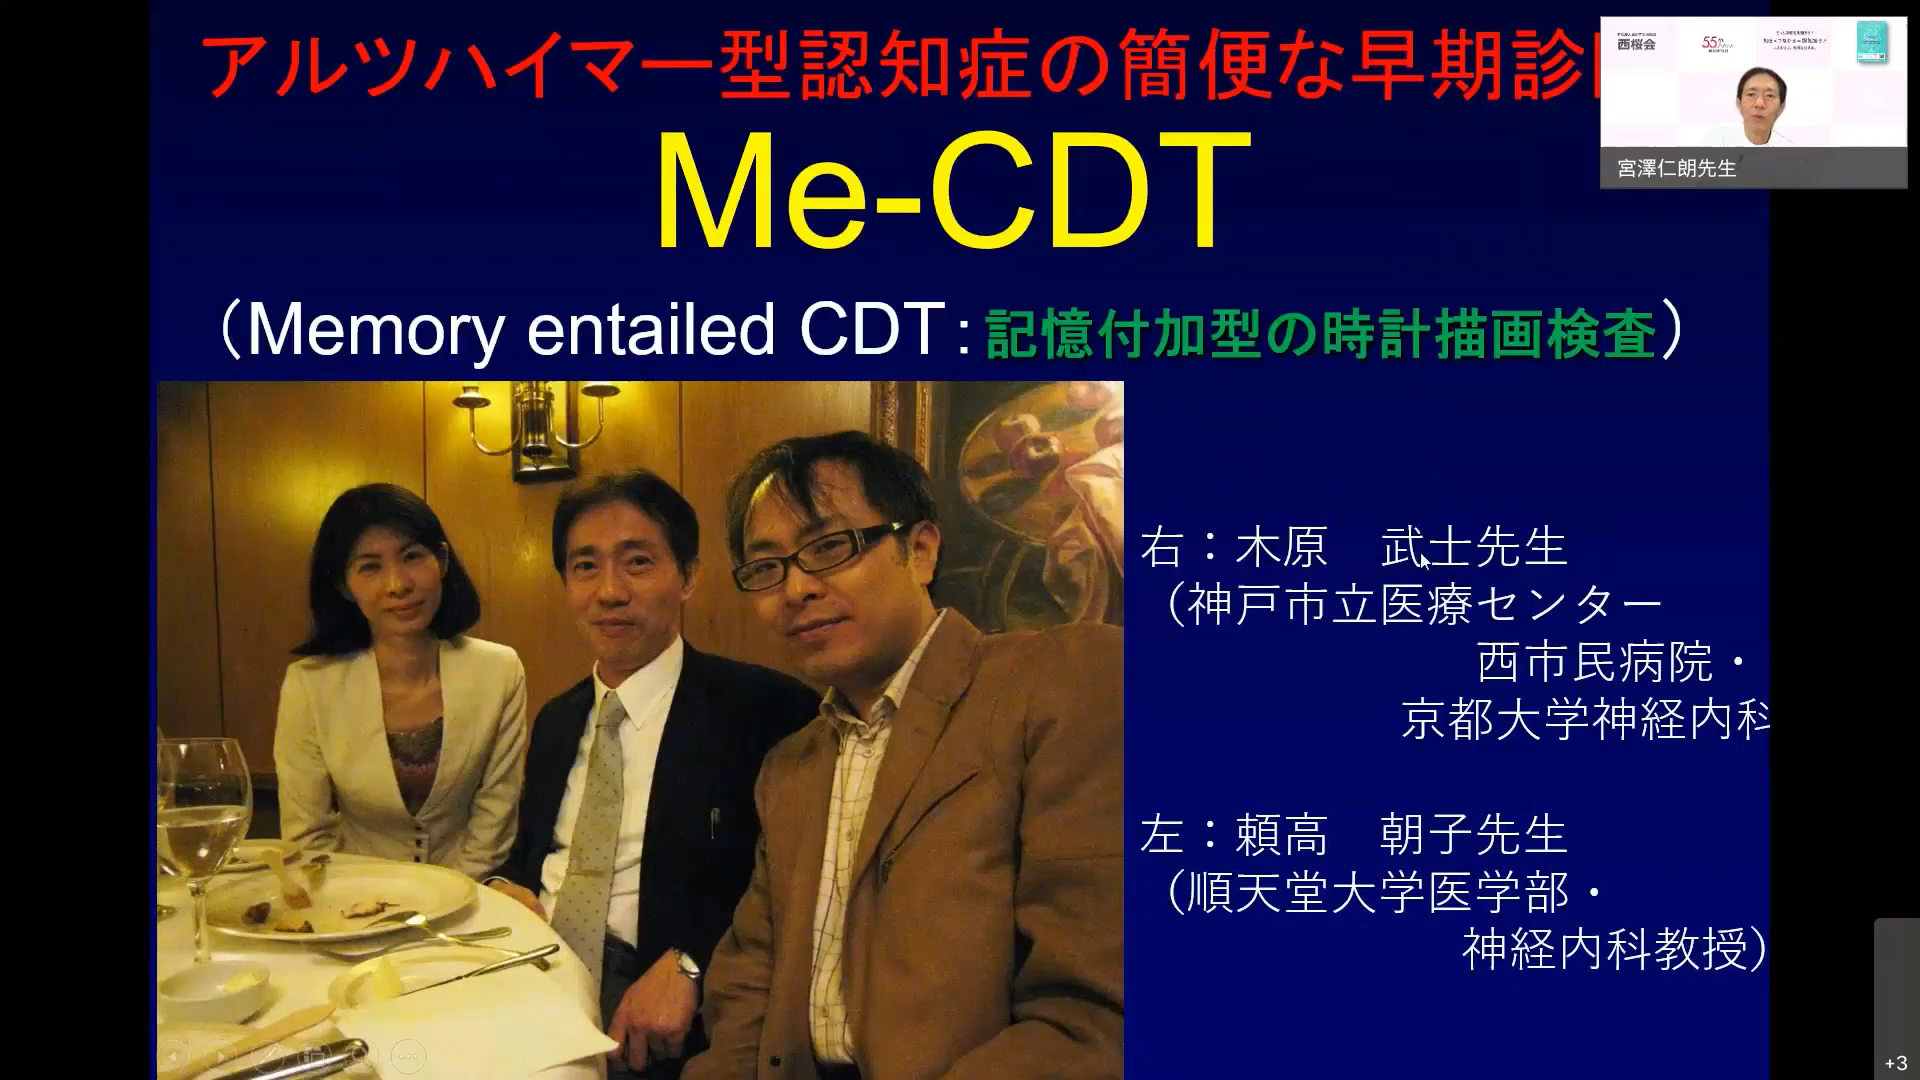 アルツハイマー型認知症の簡便な早期診
Me-CDT
（Memory entailed CDT：記憶付加型の時計描画検査）
西桜会
55
宮澤仁朗先生
右：木原　武士先生
（神戸市立医療センター
西市民病院・
京都大学神経内科
左：頼高　朝子先生
（順天堂大学医学部・
神経内科教授）
+3